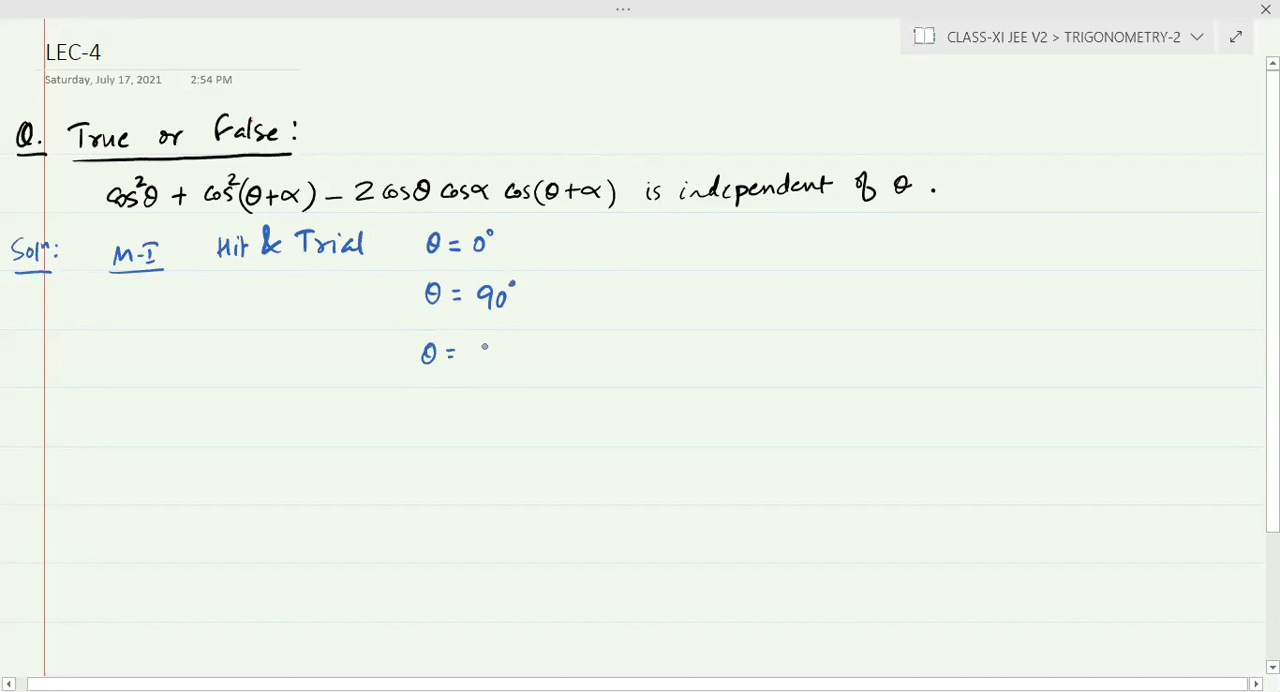 CLASS-XI JEE V2 > TRIGONOMETRY-2
LEC-4
Saturday, July 17, 2021 2:54 PM
Q. True or False:
cos²θ + cos²(θ+α) – 2 cosθ cosα cos(θ+α) is independent of θ.
Solⁿ: M-I Hit & Trial θ = 0°
θ = 90°
θ =